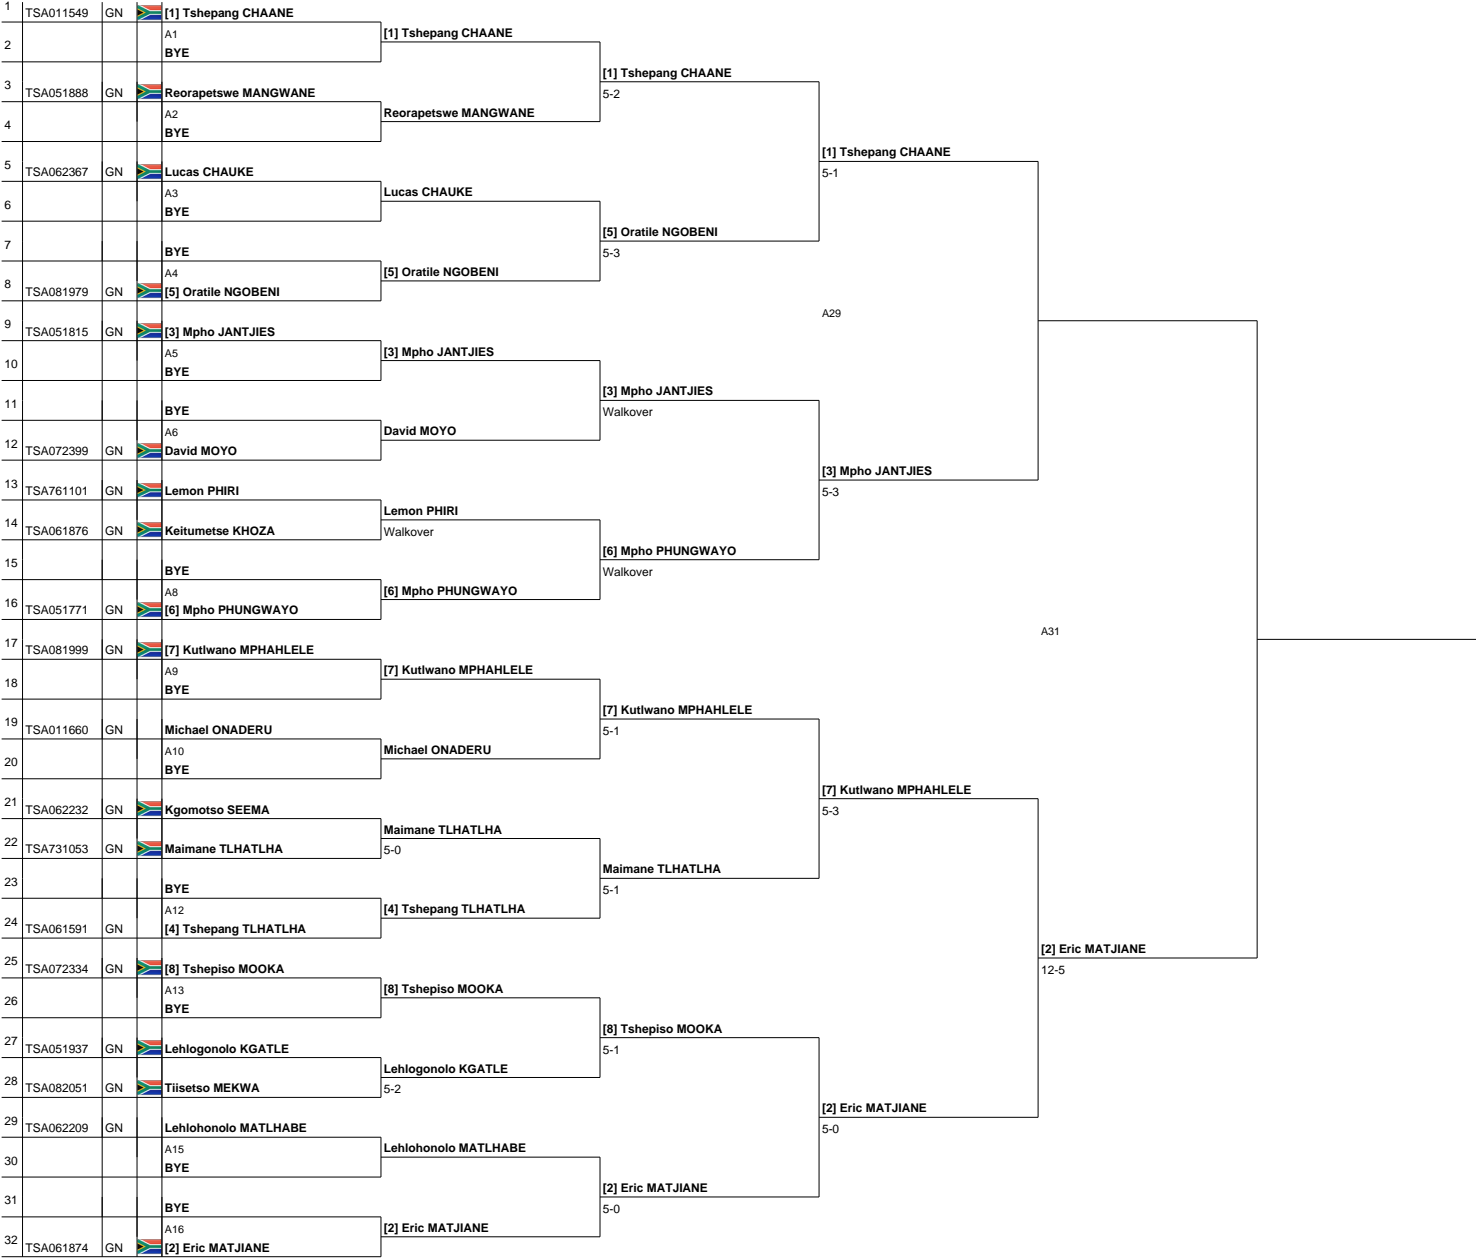 1 TSA011549 GN [1] Tshepang CHAANE
A1 [1] Tshepang CHAANE
2 BYE
[1] Tshepang CHAANE
3 TSA051888 GN Reorapetswe MANGWANE 5-2
A2 Reorapetswe MANGWANE
4 BYE
[1] Tshepang CHAANE
5 TSA062367 GN Lucas CHAUKE 5-1
A3 Lucas CHAUKE
6 BYE
[5] Oratile NGOBENI
7 BYE 5-3
A4 [5] Oratile NGOBENI
8 TSA081979 GN [5] Oratile NGOBENI
A29
9 TSA051815 GN [3] Mpho JANTJIES
A5 [3] Mpho JANTJIES
10 BYE
[3] Mpho JANTJIES
11 BYE Walkover
A6 David MOYO
12 TSA072399 GN David MOYO
[3] Mpho JANTJIES
13 TSA761101 GN Lemon PHIRI 5-3
Lemon PHIRI
14 TSA061876 GN Keitumetse KHOZA Walkover
[6] Mpho PHUNGWAYO
15 BYE Walkover
A8 [6] Mpho PHUNGWAYO
16 TSA051771 GN [6] Mpho PHUNGWAYO
A31
17 TSA081999 GN [7] Kutlwano MPHAHLELE
A9 [7] Kutlwano MPHAHLELE
18 BYE
[7] Kutlwano MPHAHLELE
19 TSA011660 GN Michael ONADERU 5-1
A10 Michael ONADERU
20 BYE
[7] Kutlwano MPHAHLELE
21 TSA062232 GN Kgomotso SEEMA 5-3
Maimane TLHATLHA
22 TSA731053 GN Maimane TLHATLHA 5-0
Maimane TLHATLHA
23 BYE 5-1
A12 [4] Tshepang TLHATLHA
24 TSA061591 GN [4] Tshepang TLHATLHA
[2] Eric MATJIANE
25 TSA072334 GN [8] Tshepiso MOOKA 12-5
A13 [8] Tshepiso MOOKA
26 BYE
[8] Tshepiso MOOKA
27 TSA051937 GN Lehlogonolo KGATLE 5-1
Lehlogonolo KGATLE
28 TSA082051 GN Tiisetso MEKWA 5-2
[2] Eric MATJIANE
29 TSA062209 GN Lehlohonolo MATLHABE 5-0
A15 Lehlohonolo MATLHABE
30 BYE
[2] Eric MATJIANE
31 BYE 5-0
A16 [2] Eric MATJIANE
32 TSA061874 GN [2] Eric MATJIANE